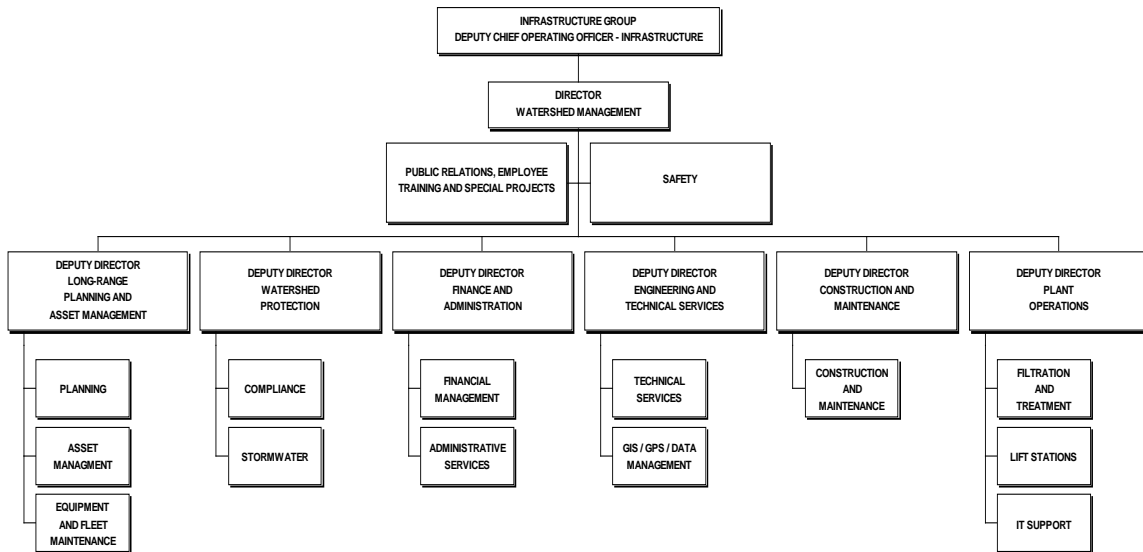 INFRASTRUCTURE GROUP
DEPUTY CHIEF OPERATING OFFICER - INFRASTRUCTURE
DIRECTOR
WATERSHED MANAGEMENT
PUBLIC RELATIONS, EMPLOYEE
TRAINING AND SPECIAL PROJECTS
SAFETY
DEPUTY DIRECTOR
LONG-RANGE
PLANNING AND
ASSET MANAGEMENT
DEPUTY DIRECTOR
WATERSHED
PROTECTION
DEPUTY DIRECTOR
FINANCE AND
ADMINISTRATION
DEPUTY DIRECTOR
ENGINEERING AND
TECHNICAL SERVICES
DEPUTY DIRECTOR
CONSTRUCTION AND
MAINTENANCE
DEPUTY DIRECTOR
PLANT
OPERATIONS
PLANNING
COMPLIANCE
FINANCIAL
MANAGEMENT
TECHNICAL
SERVICES
CONSTRUCTION
AND
MAINTENANCE
FILTRATION
AND
TREATMENT
ASSET
MANAGMENT
STORMWATER
ADMINISTRATIVE
SERVICES
GIS / GPS / DATA
MANAGEMENT
LIFT STATIONS
EQUIPMENT
AND FLEET
MAINTENANCE
IT SUPPORT